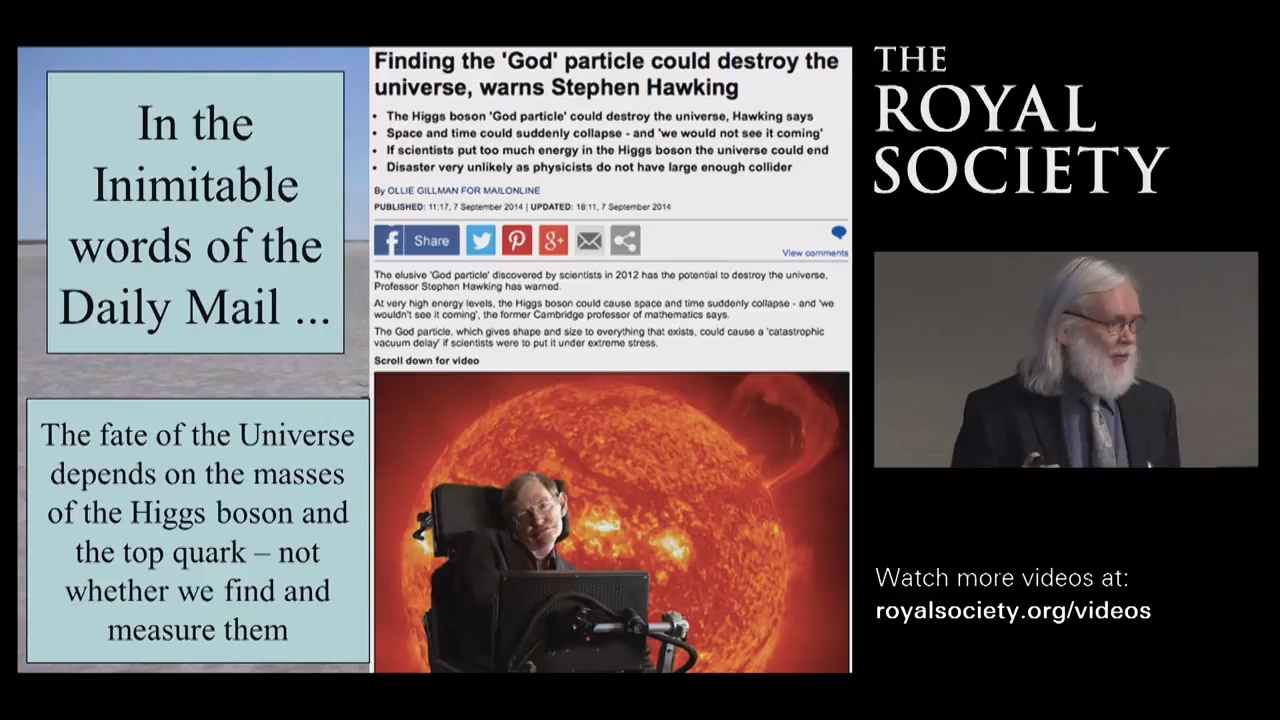 In the
Inimitable
words of the
Daily Mail ...
The fate of the Universe
depends on the masses
of the Higgs boson and
the top quark – not
whether we find and
measure them
Finding the 'God' particle could destroy the
universe, warns Stephen Hawking
• The Higgs boson 'God particle' could destroy the universe, Hawking says
• Space and time could suddenly collapse - and 'we would not see it coming'
• If scientists put too much energy in the Higgs boson the universe could end
• Disaster very unlikely as physicists do not have large enough collider
By OLLIE GILLMAN FOR MAILONLINE
PUBLISHED: 11:17, 7 September 2014 | UPDATED: 18:11, 7 September 2014
f Share g+
View comments
The elusive 'God particle' discovered by scientists in 2012 has the potential to destroy the universe,
Professor Stephen Hawking has warned.
At very high energy levels, the Higgs boson could cause space and time suddenly collapse - and 'we
wouldn't see it coming', the former Cambridge professor of mathematics says.
The God particle, which gives shape and size to everything that exists, could cause a 'catastrophic
vacuum delay' if scientists were to put it under extreme stress.
Scroll down for video
THE
ROYAL
SOCIETY
Watch more videos at:
royalsociety.org/videos